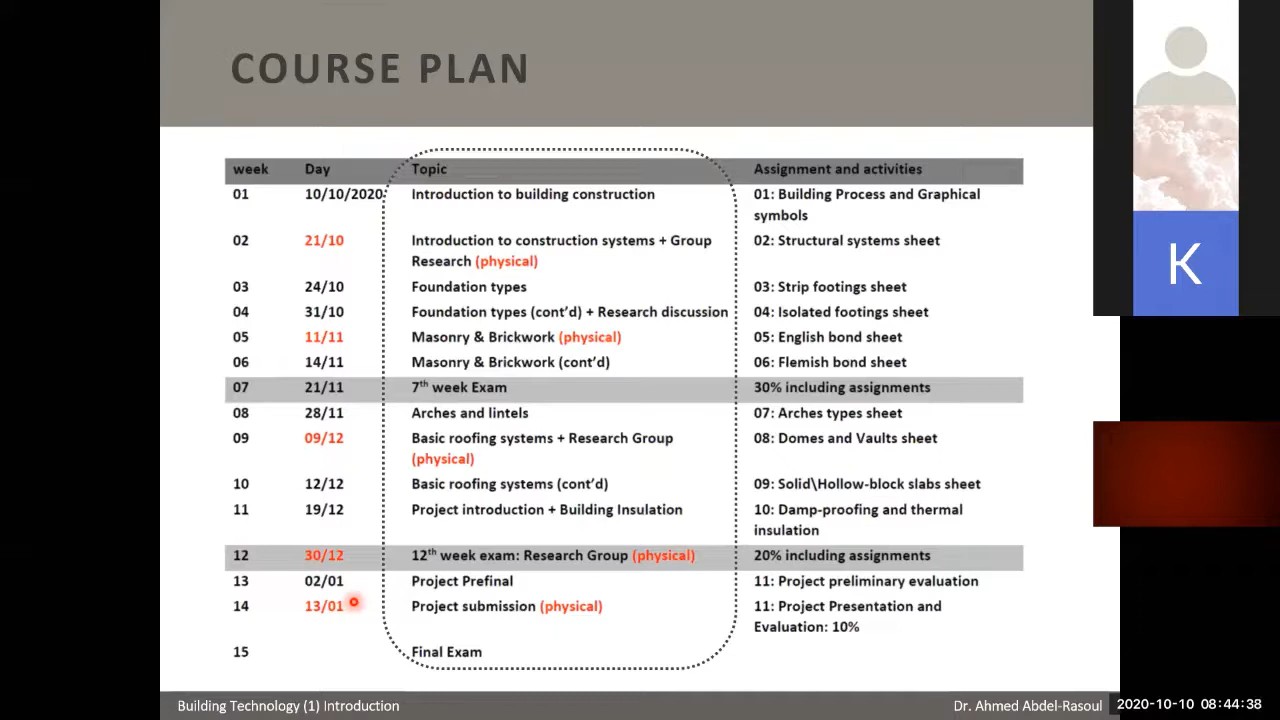 COURSE PLAN
week Day Topic Assignment and activities
01 10/10/2020 Introduction to building construction 01: Building Process and Graphical
symbols
02 21/10 Introduction to construction systems + Group 02: Structural systems sheet
Research (physical)
03 24/10 Foundation types 03: Strip footings sheet
04 31/10 Foundation types (cont'd) + Research discussion 04: Isolated footings sheet
05 11/11 Masonry & Brickwork (physical) 05: English bond sheet
06 14/11 Masonry & Brickwork (cont'd) 06: Flemish bond sheet
07 21/11 7th week Exam 30% including assignments
08 28/11 Arches and lintels 07: Arches types sheet
09 09/12 Basic roofing systems + Research Group 08: Domes and Vaults sheet
(physical)
10 12/12 Basic roofing systems (cont'd) 09: Solid\Hollow-block slabs sheet
11 19/12 Project introduction + Building Insulation 10: Damp-proofing and thermal
insulation
12 30/12 12th week exam: Research Group (physical) 20% including assignments
13 02/01 Project Prefinal 11: Project preliminary evaluation
14 13/01 Project submission (physical) 11: Project Presentation and
Evaluation: 10%
15 Final Exam
Building Technology (1) Introduction Dr. Ahmed Abdel-Rasoul 2020-10-10 08:44:38
K